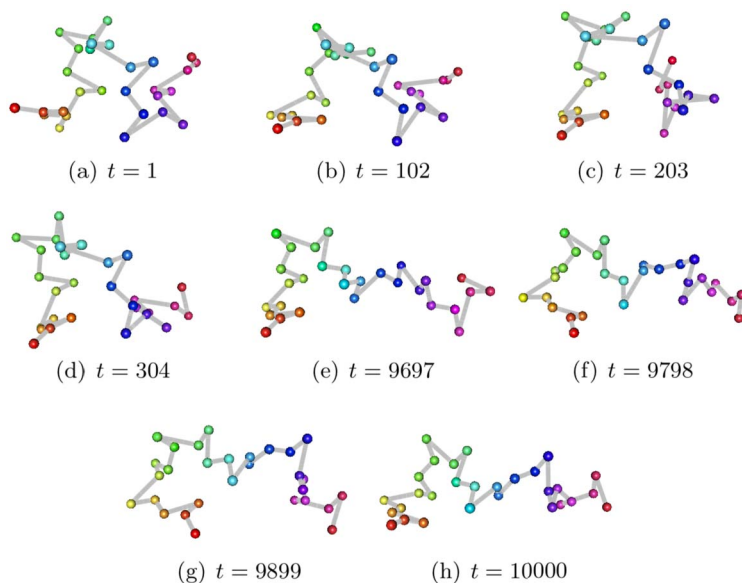 (a) t = 1
(b) t = 102
(c) t = 203
(d) t = 304
(e) t = 9697
(f) t = 9798
(g) t = 9899
(h) t = 10000